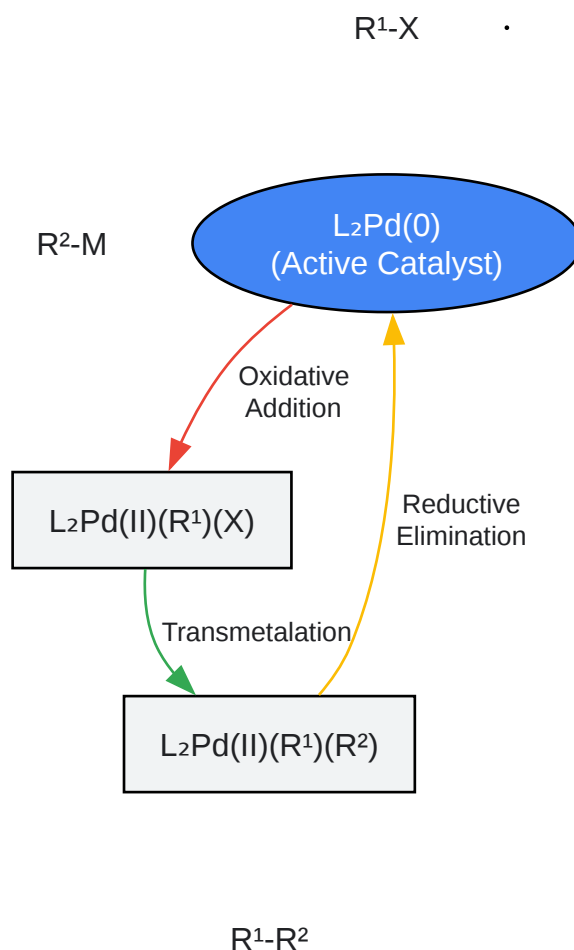 R¹-X
L₂Pd(0)
(Active Catalyst)
R²-M
Oxidative
Addition
L₂Pd(II)(R¹)(X)
Reductive
Elimination
Transmetalation
L₂Pd(II)(R¹)(R²)
R¹-R²